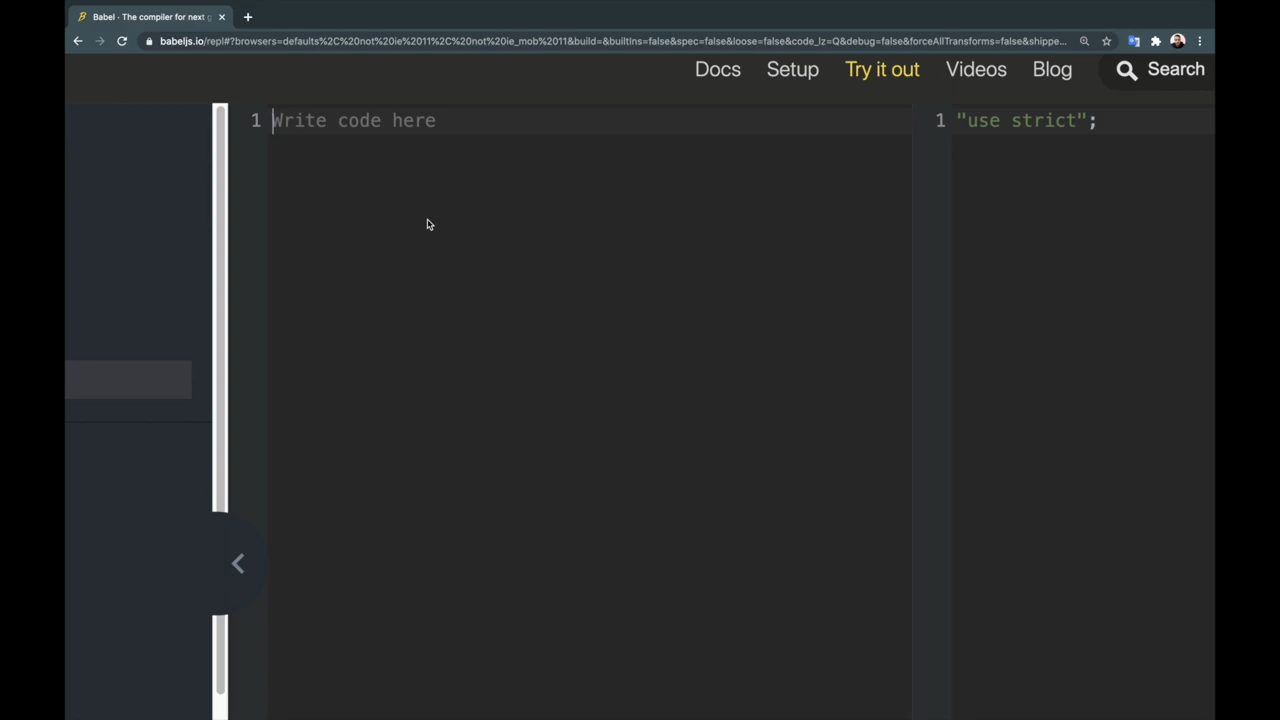 Babel · The compiler for next g
babeljs.io/repl#?browsers=defaults%2C%20not%20ie%2011%2C%20not%20ie_mob%2011&build=&builtIns=false&spec=false&loose=false&code_lz=Q&debug=false&forceAllTransforms=false&shippe...
Docs Setup Try it out Videos Blog Search
1 Write code here
1 "use strict";